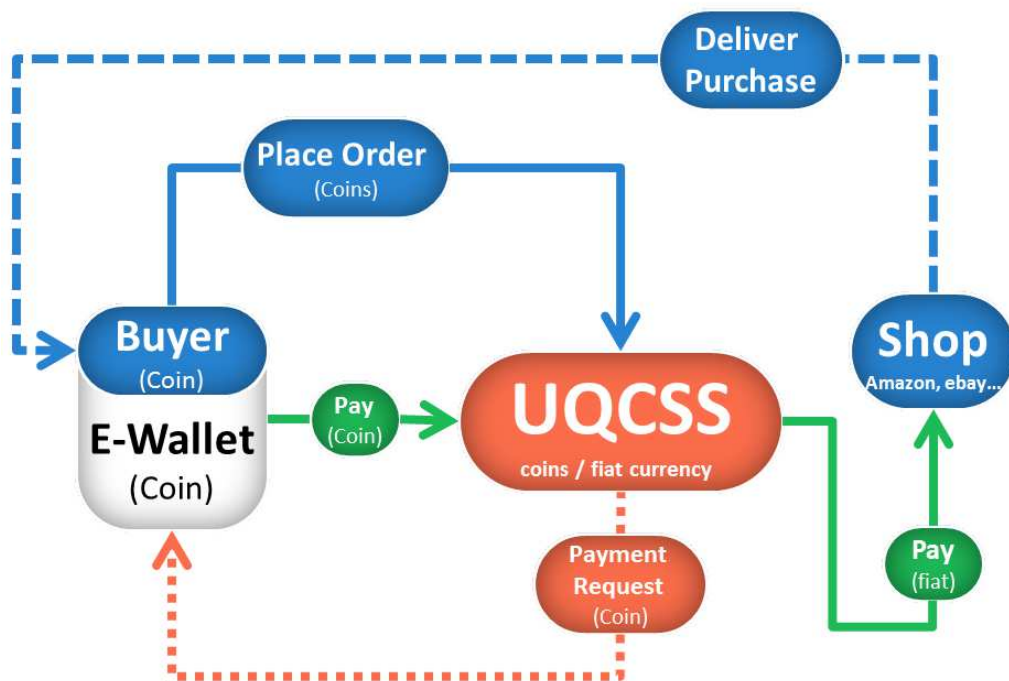 Deliver
Purchase
Place Order
(Coins)
Buyer
(Coin)
E-Wallet
(Coin)
Pay
(Coin)
UQCSS
coins / fiat currency
Shop
Amazon, ebay...
Payment
Request
(Coin)
Pay
(fiat)